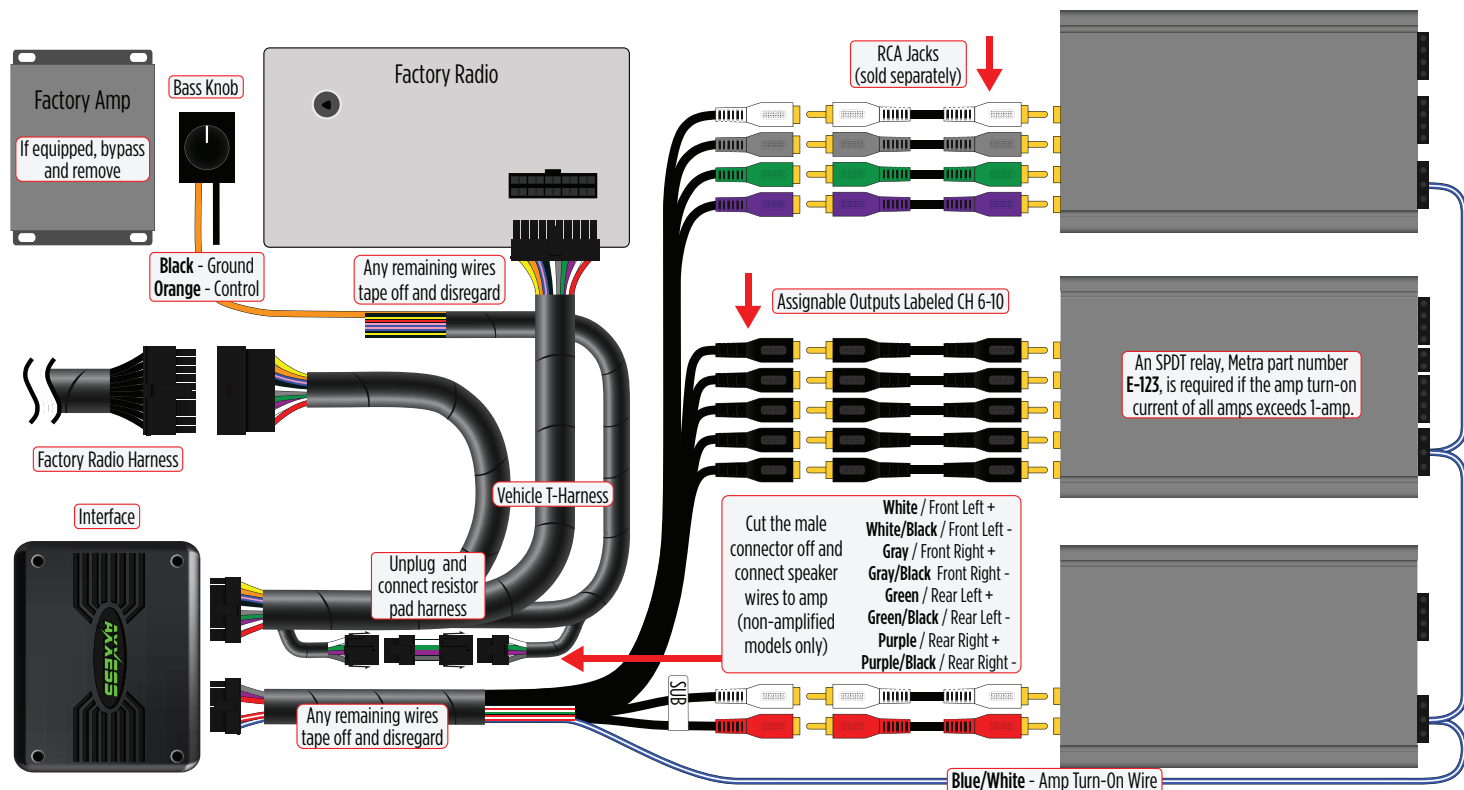 Factory Amp
If equipped, bypass
and remove
Bass Knob
Factory Radio
RCA Jacks
(sold separately)
Black - Ground
Orange - Control
Any remaining wires
tape off and disregard
Assignable Outputs Labeled CH 6-10
An SPDT relay, Metra part number
E-123, is required if the amp turn-on
current of all amps exceeds 1-amp.
Factory Radio Harness
Vehicle T-Harness
Interface
AXXESS
Unplug and
connect resistor
pad harness
Cut the male
connector off and
connect speaker
wires to amp
(non-amplified
models only)
White / Front Left +
White/Black / Front Left -
Gray / Front Right +
Gray/Black Front Right -
Green / Rear Left +
Green/Black / Rear Left -
Purple / Rear Right +
Purple/Black / Rear Right -
SUB
Any remaining wires
tape off and disregard
Blue/White - Amp Turn-On Wire